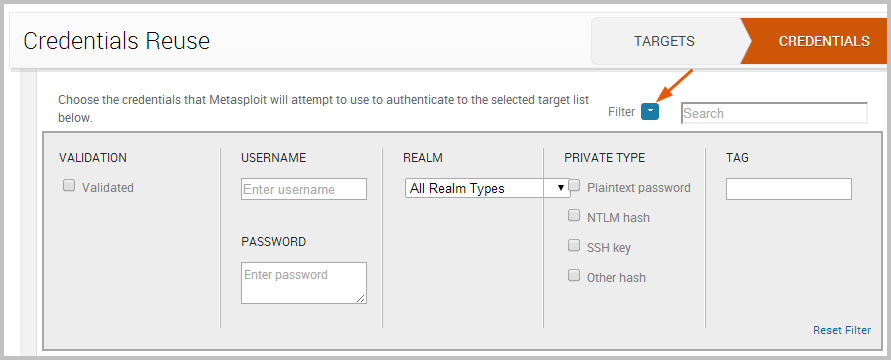 Credentials Reuse
TARGETS
CREDENTIALS
Choose the credentials that Metasploit will attempt to use to authenticate to the selected target list
below.
Filter
Search
VALIDATION
Validated
USERNAME
Enter username
PASSWORD
Enter password
REALM
All Realm Types
PRIVATE TYPE
Plaintext password
NTLM hash
SSH key
Other hash
TAG
Reset Filter